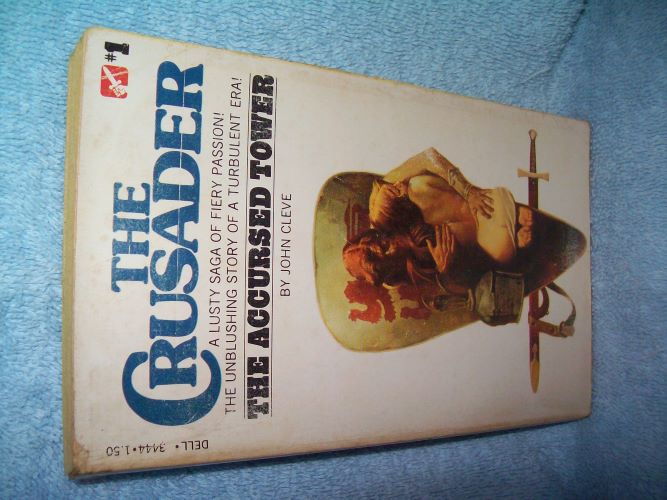 #1
THE
CRUSADER
A LUSTY SAGA OF FIERY PASSION!
THE UNBLUSHING STORY OF A TURBULENT ERA!
THE ACCURSED TOWER
BY JOHN CLEVE
DELL • 3444 • 1.50